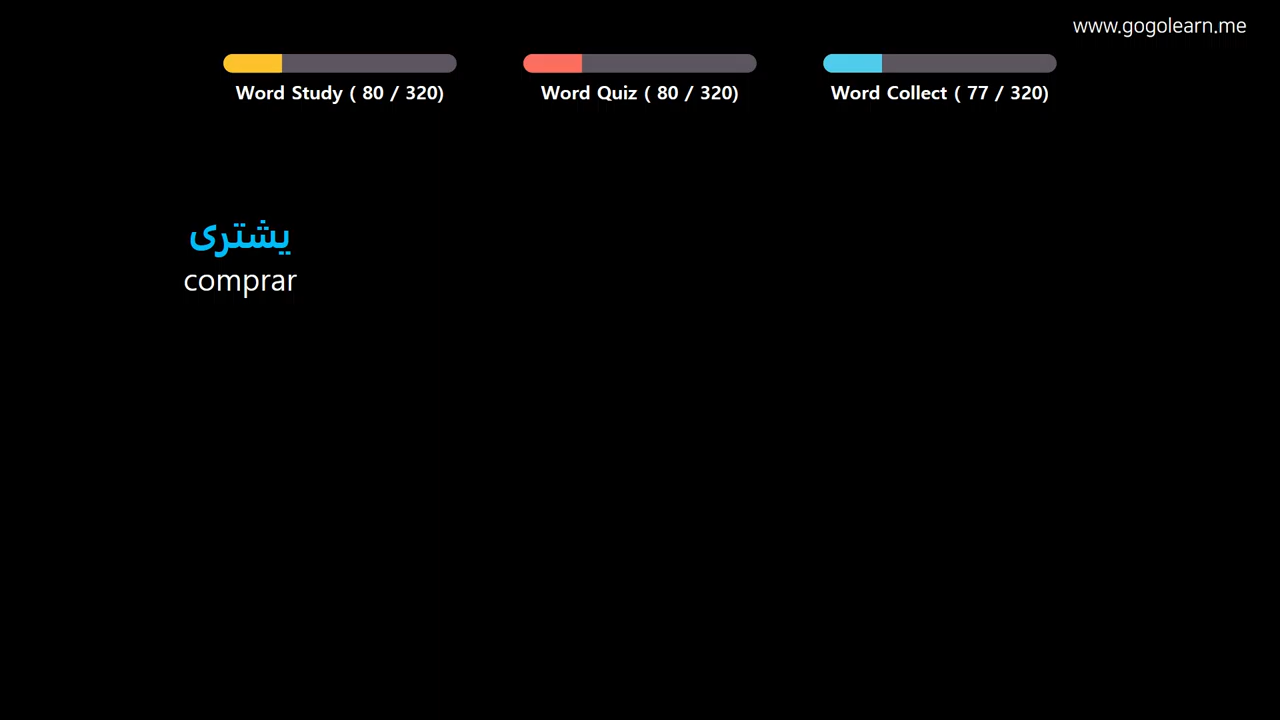 www.gogolearn.me
Word Study ( 80 / 320)
Word Quiz ( 80 / 320)
Word Collect ( 77 / 320)
يشترى
comprar